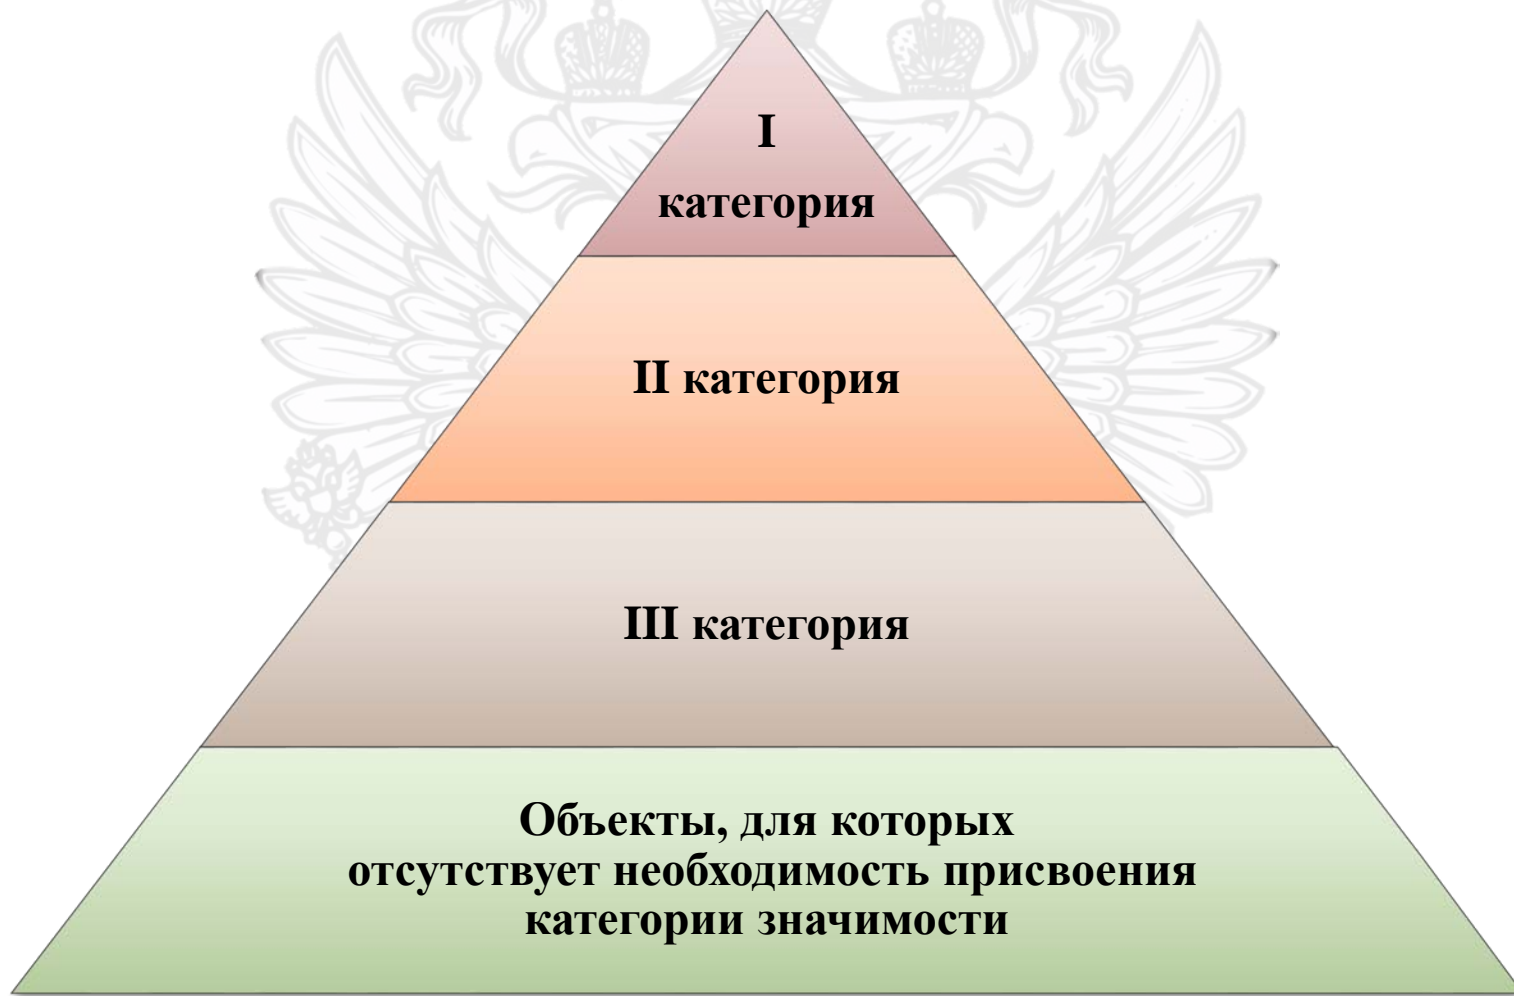 I
категория
II категория
III категория
Объекты, для которых
отсутствует необходимость присвоения
категории значимости